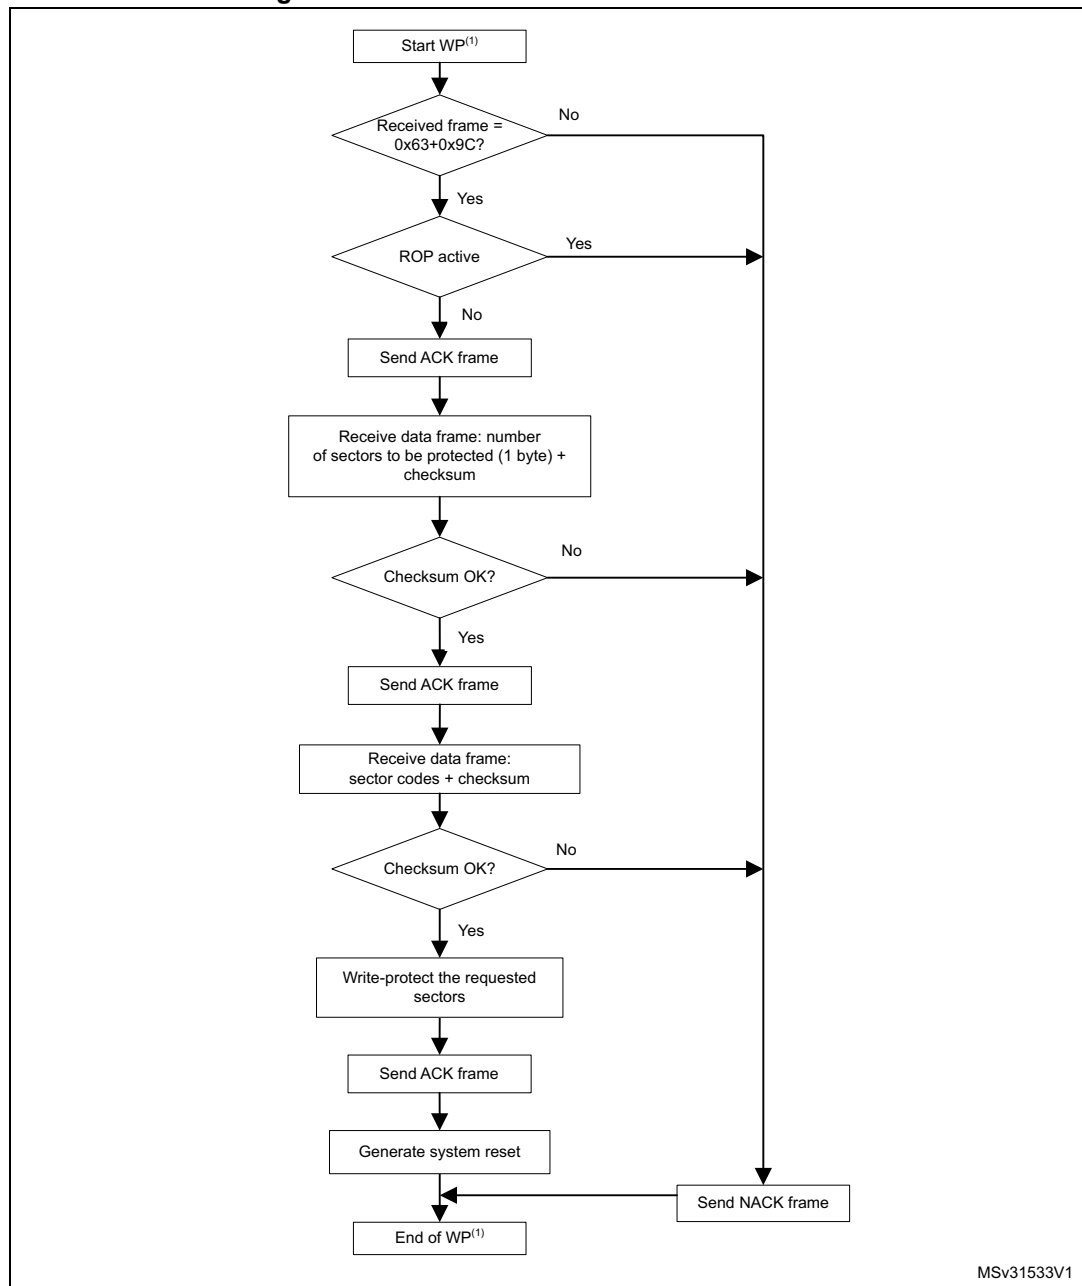 Start WP(1)
No
Received frame =
0x63+0x9C?
Yes
Yes
ROP active
No
Send ACK frame
Receive data frame: number
of sectors to be protected (1 byte) +
checksum
No
Checksum OK?
Yes
Send ACK frame
Receive data frame:
sector codes + checksum
No
Checksum OK?
Yes
Write-protect the requested
sectors
Send ACK frame
Generate system reset
Send NACK frame
End of WP(1)
MSv31533V1